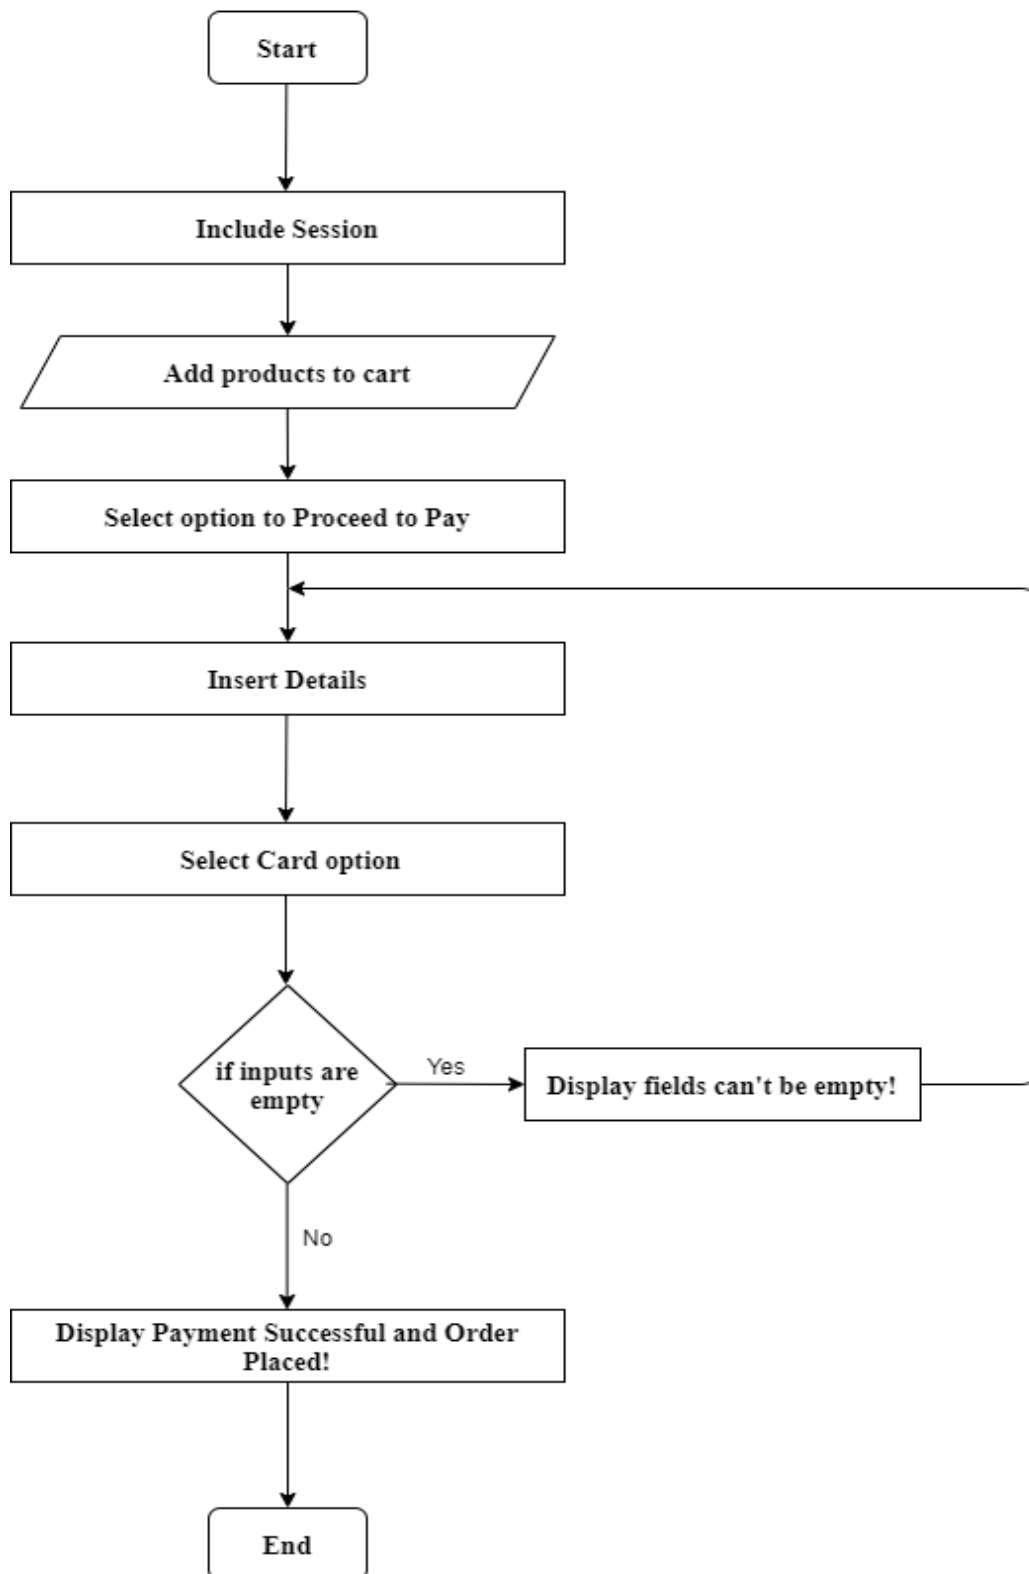 Start
Include Session
Add products to cart
Select option to Proceed to Pay
Insert Details
Select Card option
if inputs are
empty
Yes
Display fields can't be empty!
No
Display Payment Successful and Order
Placed!
End